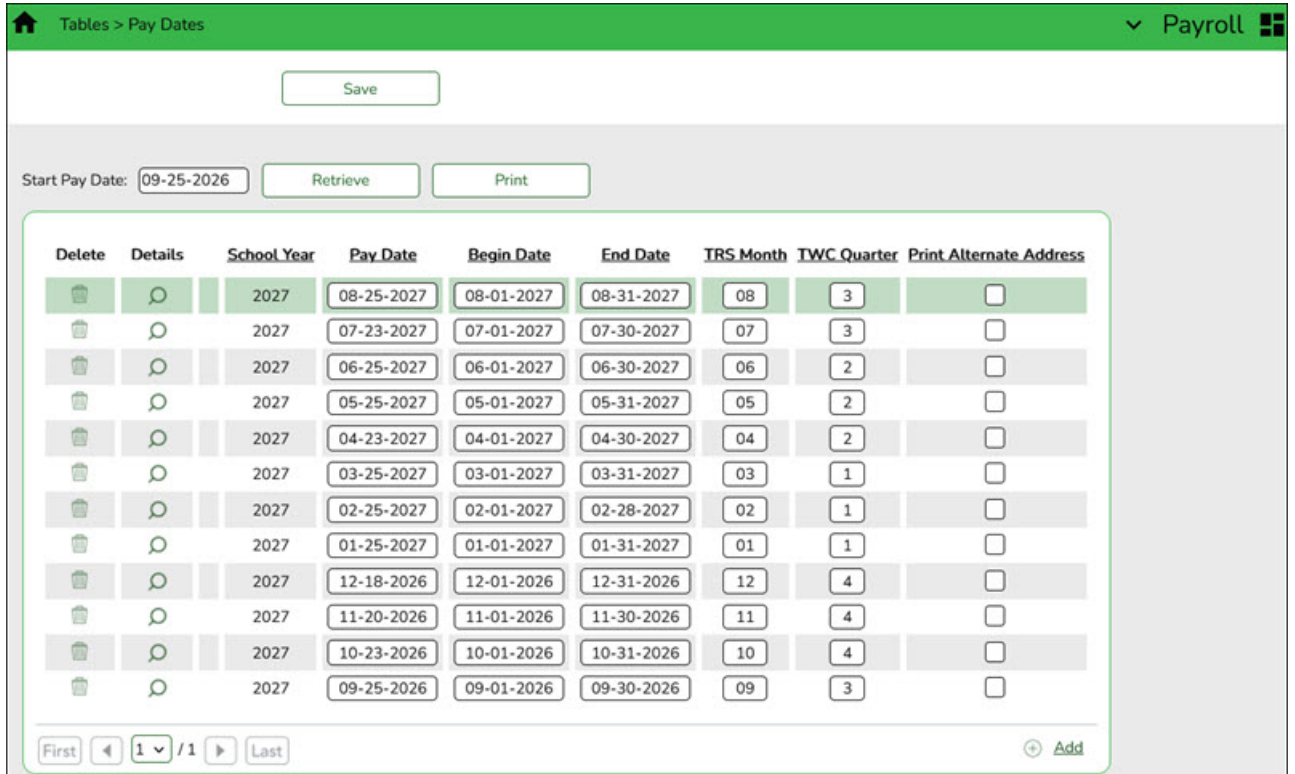 Tables > Pay Dates
Payroll
Save
Start Pay Date: 09-25-2026 Retrieve Print
Delete Details School Year Pay Date Begin Date End Date TRS Month TWC Quarter Print Alternate Address
2027 08-25-2027 08-01-2027 08-31-2027 08 3
2027 07-23-2027 07-01-2027 07-30-2027 07 3
2027 06-25-2027 06-01-2027 06-30-2027 06 2
2027 05-25-2027 05-01-2027 05-31-2027 05 2
2027 04-23-2027 04-01-2027 04-30-2027 04 2
2027 03-25-2027 03-01-2027 03-31-2027 03 1
2027 02-25-2027 02-01-2027 02-28-2027 02 1
2027 01-25-2027 01-01-2027 01-31-2027 01 1
2027 12-18-2026 12-01-2026 12-31-2026 12 4
2027 11-20-2026 11-01-2026 11-30-2026 11 4
2027 10-23-2026 10-01-2026 10-31-2026 10 4
2027 09-25-2026 09-01-2026 09-30-2026 09 3
First 1 / 1 Last Add